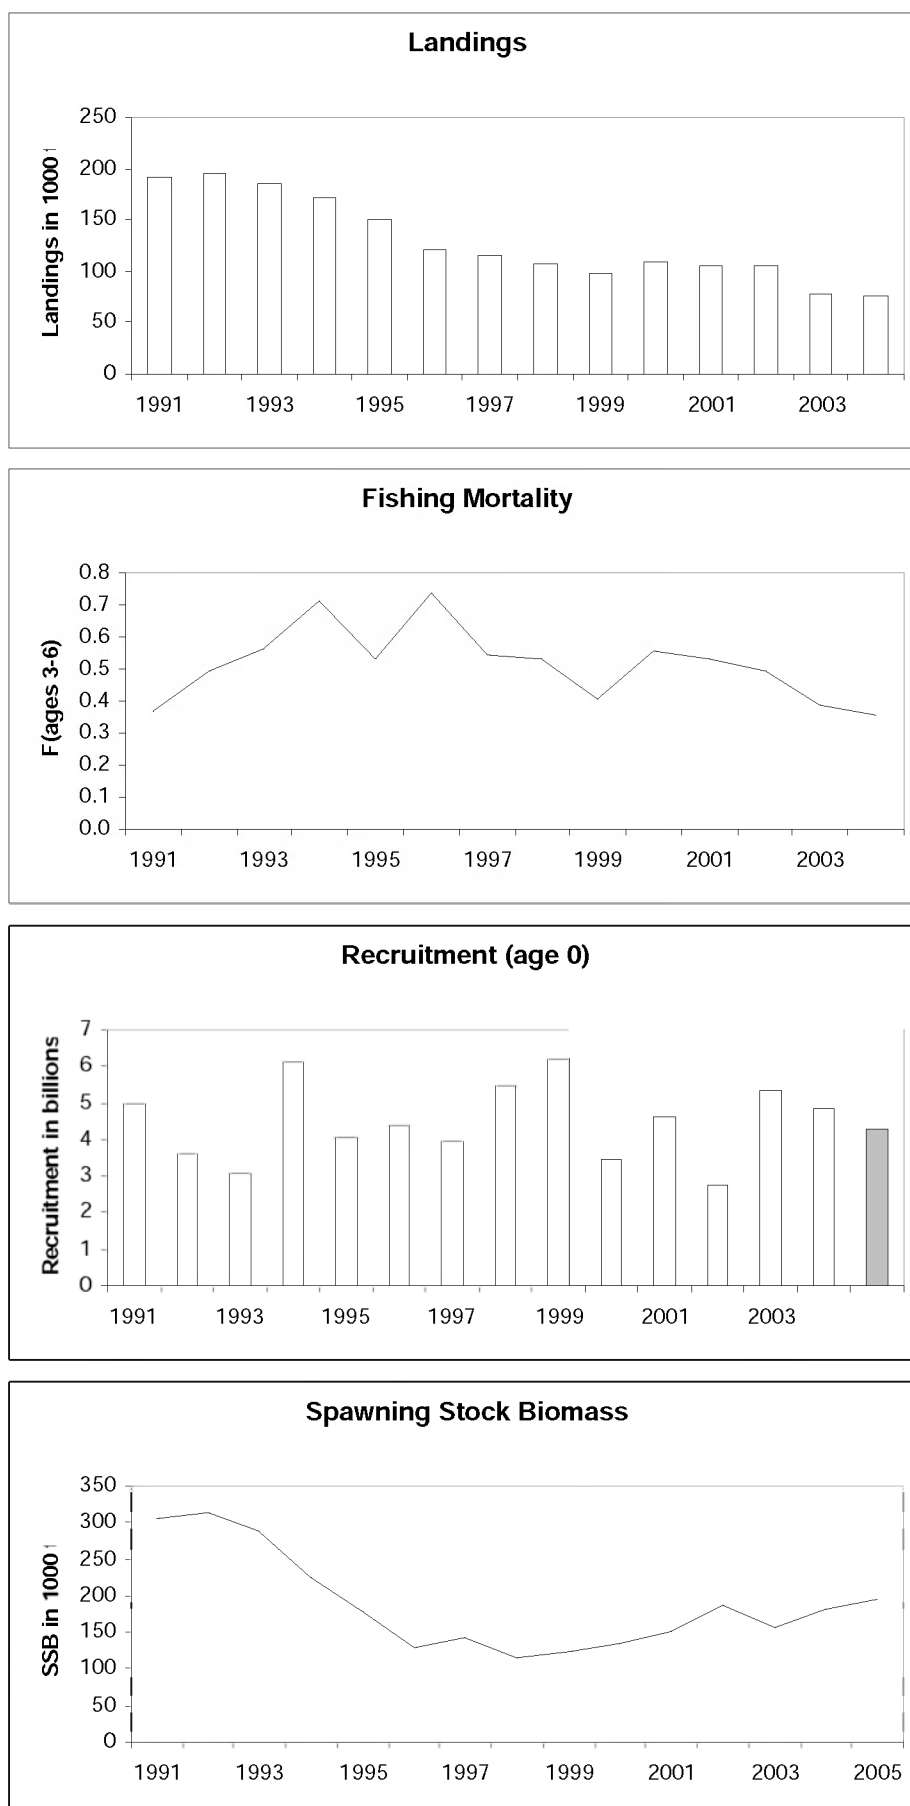 Landings
Landings in 1000 t
250
200
150
100
50
0
1991 1993 1995 1997 1999 2001 2003
Fishing Mortality
F(ages 3-6)
0.8
0.7
0.6
0.5
0.4
0.3
0.2
0.1
0.0
1991 1993 1995 1997 1999 2001 2003
Recruitment (age 0)
Recruitment in billions
7
6
5
4
3
2
1
0
1991 1993 1995 1997 1999 2001 2003
Spawning Stock Biomass
SSB in 1000 t
350
300
250
200
150
100
50
0
1991 1993 1995 1997 1999 2001 2003 2005